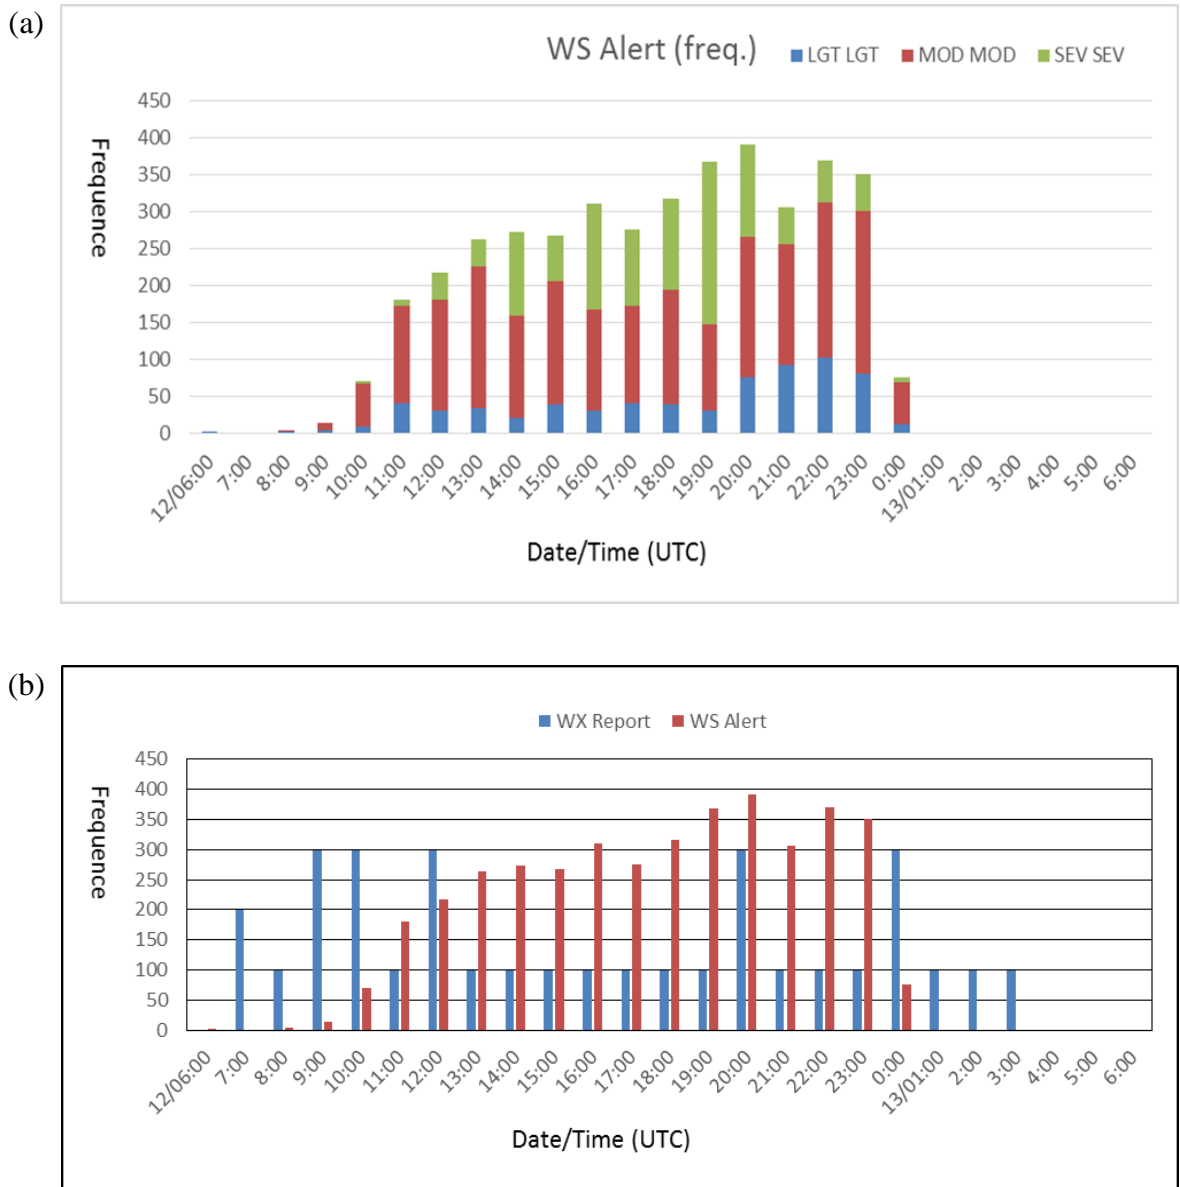 (a)
WS Alert (freq.)
LGT LGT MOD MOD SEV SEV
Frequence
450
400
350
300
250
200
150
100
50
0
12/06:00 7:00 8:00 9:00 10:00 11:00 12:00 13:00 14:00 15:00 16:00 17:00 18:00 19:00 20:00 21:00 22:00 23:00 0:00 13/01:00 2:00 3:00 4:00 5:00 6:00
Date/Time (UTC)
(b)
WX Report WS Alert
Frequence
450
400
350
300
250
200
150
100
50
0
12/06:00 7:00 8:00 9:00 10:00 11:00 12:00 13:00 14:00 15:00 16:00 17:00 18:00 19:00 20:00 21:00 22:00 23:00 0:00 13/01:00 2:00 3:00 4:00 5:00 6:00
Date/Time (UTC)